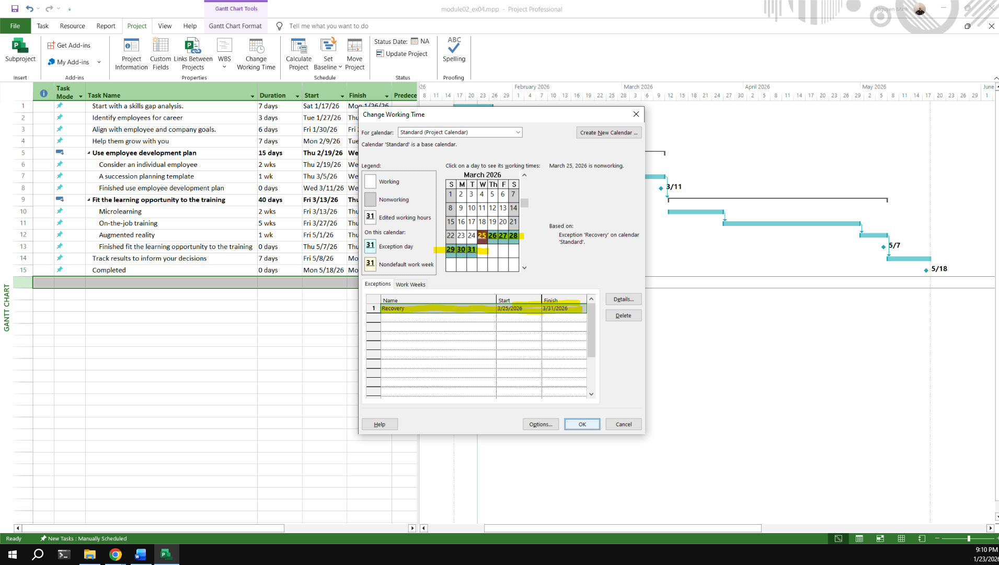 Gantt Chart Tools
module02_ex04.mpp - Project Professional
Nguyen Minh
File Task Resource Report Project View Help Gantt Chart Format Tell me what you want to do
Subproject
Get Add-ins
My Add-ins
Project Information
Custom Fields
Links Between Projects
WBS
Change Working Time
Calculate Project
Set Baseline
Move Project
Status Date: NA
Update Project
ABC
Spelling
Insert Add-ins Properties Schedule Status Proofing
Task Mode Task Name Duration Start Finish Predece
26 February 2026 March 2026 April 2026 May 2026 June
8 11 14 17 20 23 26 29 1 4 7 10 13 16 19 22 25 28 3 6 9 12 15 18 21 24 27 30 2 5 8 11 14 17 20 23 26 29 2 5 8 11 14 17 20 23 26 29 1
1 Start with a skills gap analysis. 7 days Sat 1/17/26 Mon 1/26/26
2 Identify employees for career 3 days Tue 1/27/26 Thu
3 Align with employee and company goals. 6 days Fri 1/30/26 Fri
4 Help them grow with you 7 days Mon 2/9/26 Tue
5 Use employee development plan 15 days Thu 2/19/26 We
6 Consider an individual employee 2 wks Thu 2/19/26 We
7 A succession planning template 1 wk Thu 3/5/26 We
8 Finished use employee development plan 0 days Wed 3/11/26 We
9 Fit the learning opportunity to the training 40 days Fri 3/13/26 Thu
10 Microlearning 2 wks Fri 3/13/26 Thu
11 On-the-job training 5 wks Fri 3/27/26 Thu
12 Augmented reality 1 wk Fri 5/1/26 Thu
13 Finished fit the learning opportunity to the training 0 days Thu 5/7/26 Thu
14 Track results to inform your decisions 7 days Fri 5/8/26 Mo
15 Completed 0 days Mon 5/18/26 Mo
GANTT CHART
3/11
5/7
5/18
Change Working Time
For calendar: Standard (Project Calendar) Create New Calendar ...
Calendar 'Standard' is a base calendar.
Legend:
Working
Nonworking
31 Edited working hours
On this calendar:
31 Exception day
31 Nondefault work week
Click on a day to see its working times:
March 2026
S M T W Th F S
1 2 3 4 5 6 7
8 9 10 11 12 13 14
15 16 17 18 19 20 21
22 23 24 25 26 27 28
29 30 31
March 25, 2026 is nonworking.
Based on:
Exception 'Recovery' on calendar
'Standard'.
Exceptions Work Weeks
Name Start Finish
1 Recovery 3/25/2026 3/31/2026
Details...
Delete
Help Options... OK Cancel
Ready New Tasks : Manually Scheduled
9:10 PM
1/23/202